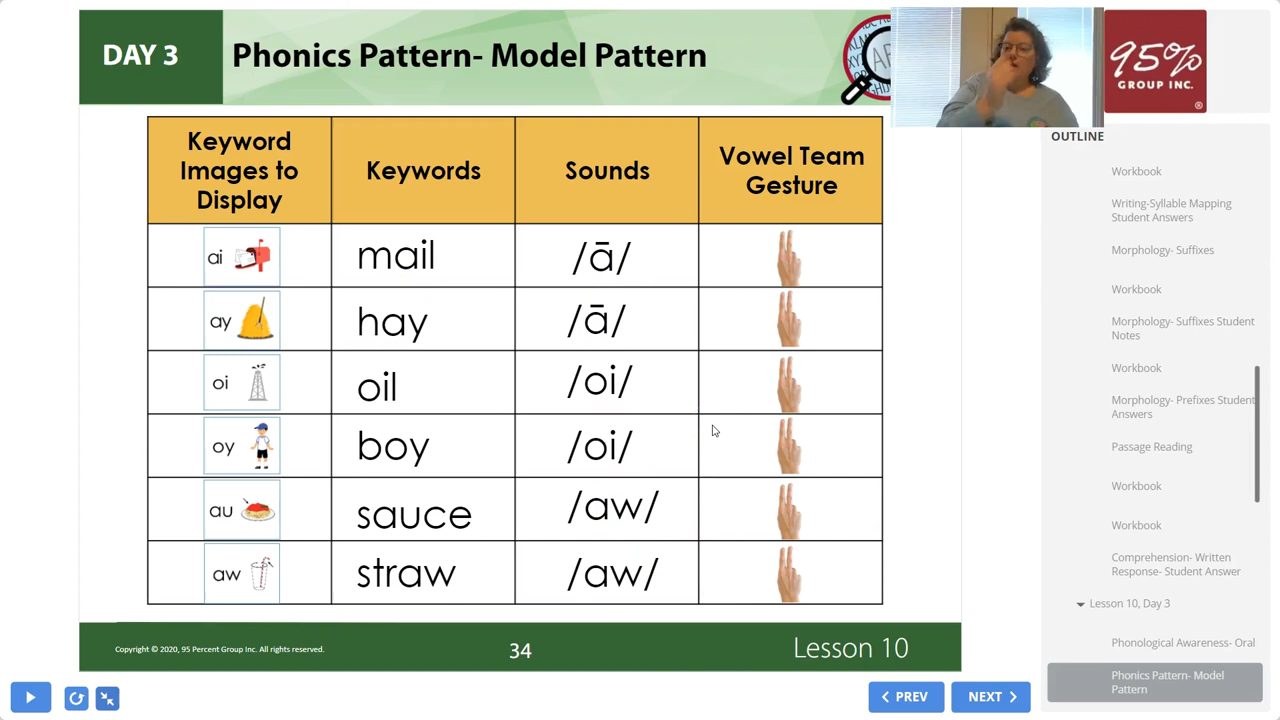 DAY 3
Phonics Pattern- Model Pattern
95%
GROUP INC.
®
Keyword
Images to
Display
Keywords
Sounds
Vowel Team
Gesture
ai
mail
/ā/
ay
hay
/ā/
oi
oil
/oi/
oy
boy
/oi/
au
sauce
/aw/
aw
straw
/aw/
Copyright © 2020, 95 Percent Group Inc. All rights reserved.
34
Lesson 10
OUTLINE
Workbook
Writing-Syllable Mapping
Student Answers
Morphology- Suffixes
Workbook
Morphology- Suffixes Student
Notes
Workbook
Morphology- Prefixes Student
Answers
Passage Reading
Workbook
Workbook
Comprehension- Written
Response- Student Answer
Lesson 10, Day 3
Phonological Awareness- Oral
Phonics Pattern- Model
Pattern
PREV
NEXT